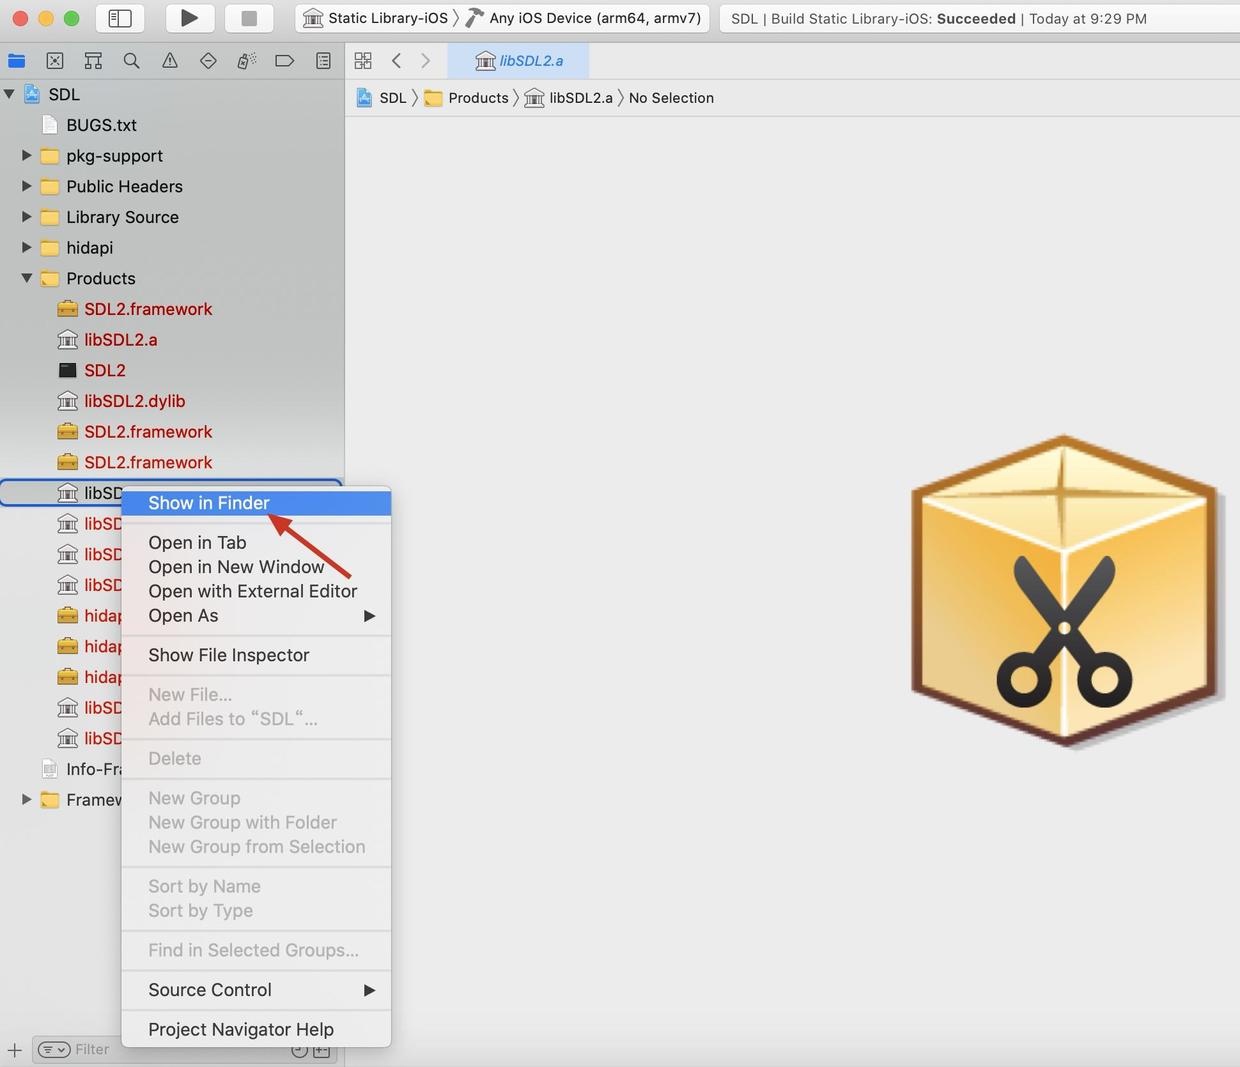 Static Library-iOS 〉 Any iOS Device (arm64, armv7)
SDL | Build Static Library-iOS: Succeeded | Today at 9:29 PM
libSDL2.a
SDL 〉 Products 〉 libSDL2.a 〉 No Selection
SDL
BUGS.txt
pkg-support
Public Headers
Library Source
hidapi
Products
SDL2.framework
libSDL2.a
SDL2
libSDL2.dylib
SDL2.framework
SDL2.framework
libSD
libSD
libSD
libSD
hidap
hidap
hidap
libSD
libSD
Info-Fra
Framew
Show in Finder
Open in Tab
Open in New Window
Open with External Editor
Open As
Show File Inspector
New File...
Add Files to “SDL“...
Delete
New Group
New Group with Folder
New Group from Selection
Sort by Name
Sort by Type
Find in Selected Groups...
Source Control
Project Navigator Help
Filter